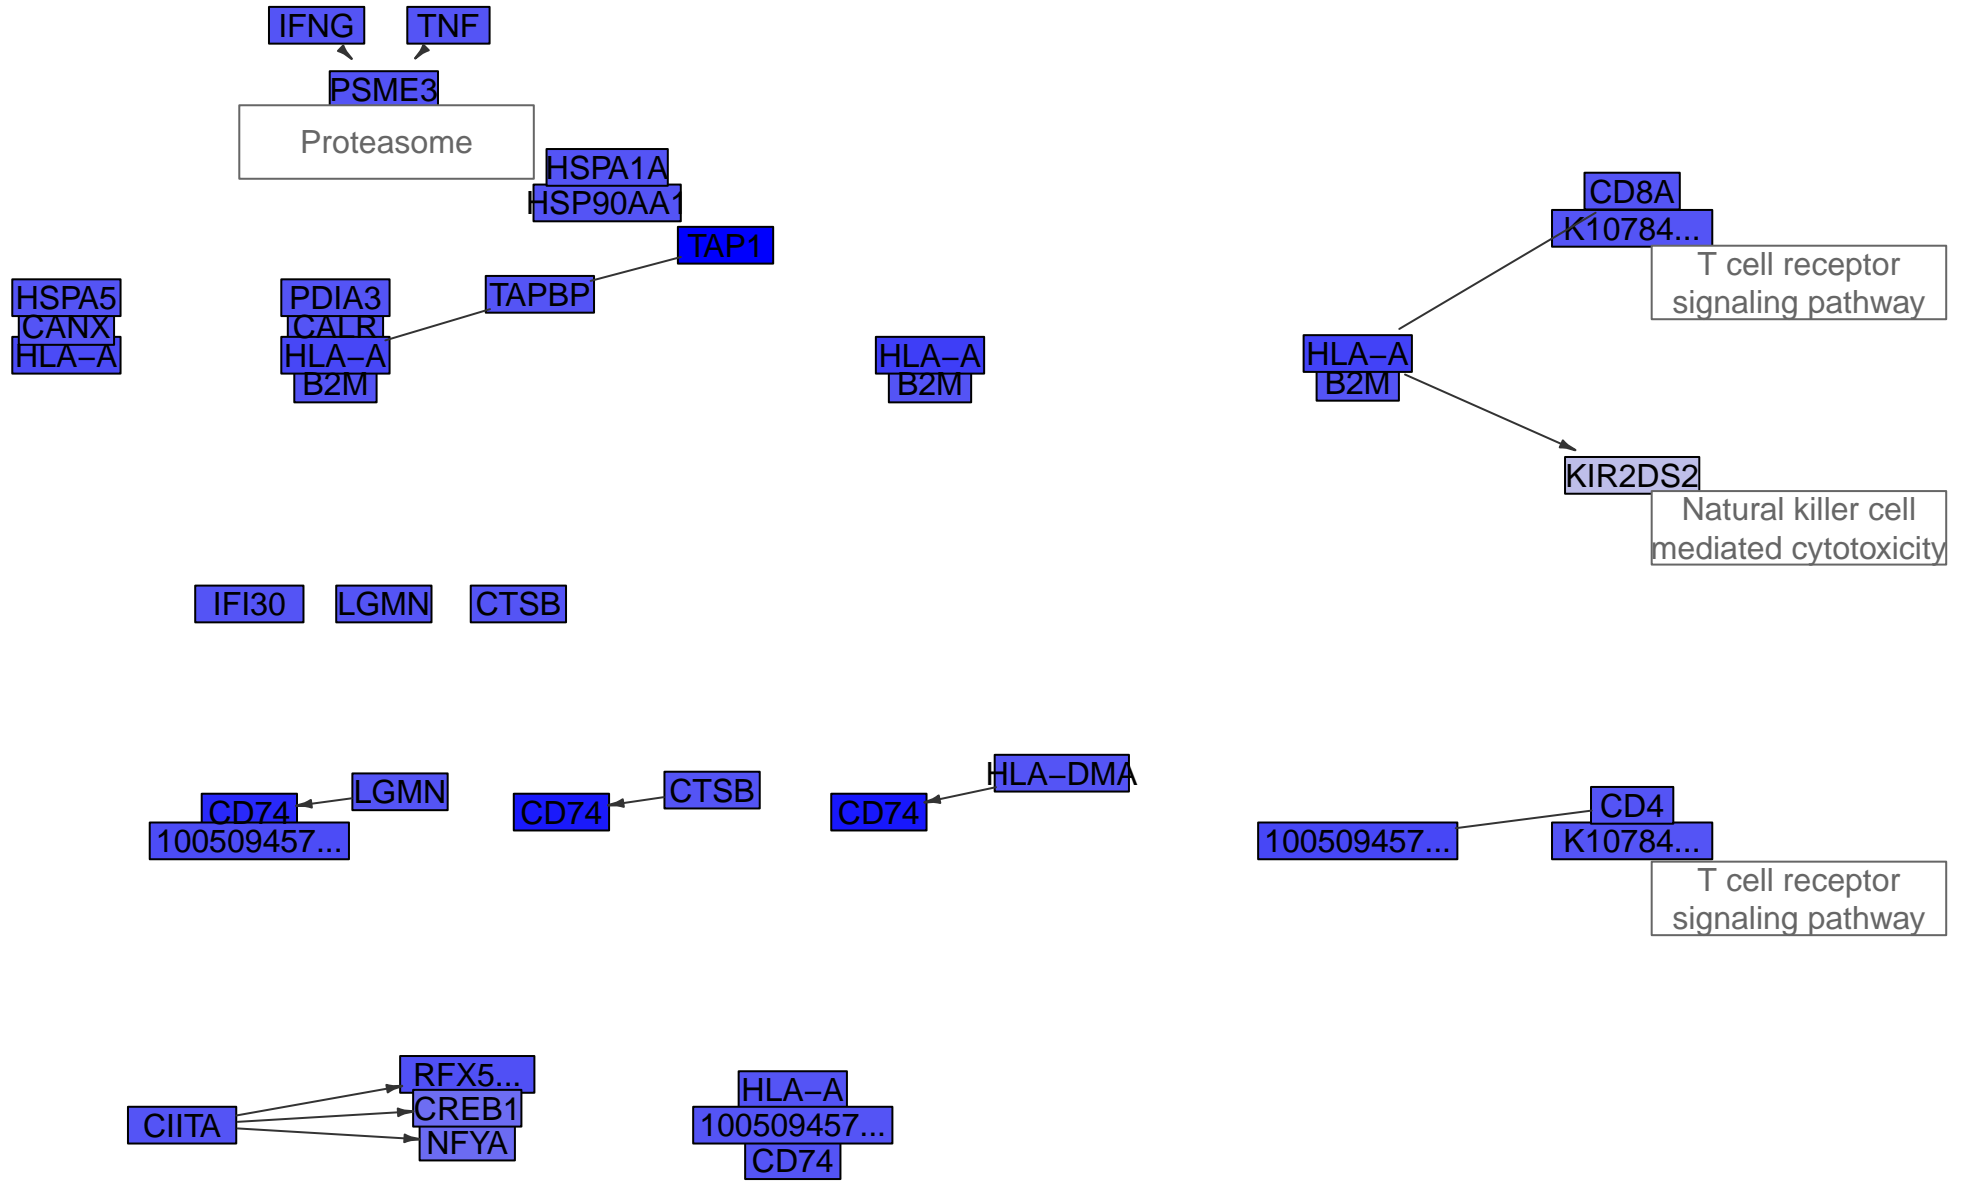 IFNG
TNF
PSME3
Proteasome
HSPA1A
HSP90AA1
TAP1
CD8A
K10784...
T cell receptor
signaling pathway
HSPA5
CANX
HLA−A
PDIA3
CALR
HLA−A
B2M
TAPBP
HLA−A
B2M
HLA−A
B2M
KIR2DS2
Natural killer cell
mediated cytotoxicity
IFI30
LGMN
CTSB
CD74
100509457...
LGMN
CD74
CTSB
CD74
HLA−DMA
100509457...
CD4
K10784...
T cell receptor
signaling pathway
CIITA
RFX5...
CREB1
NFYA
HLA−A
100509457...
CD74